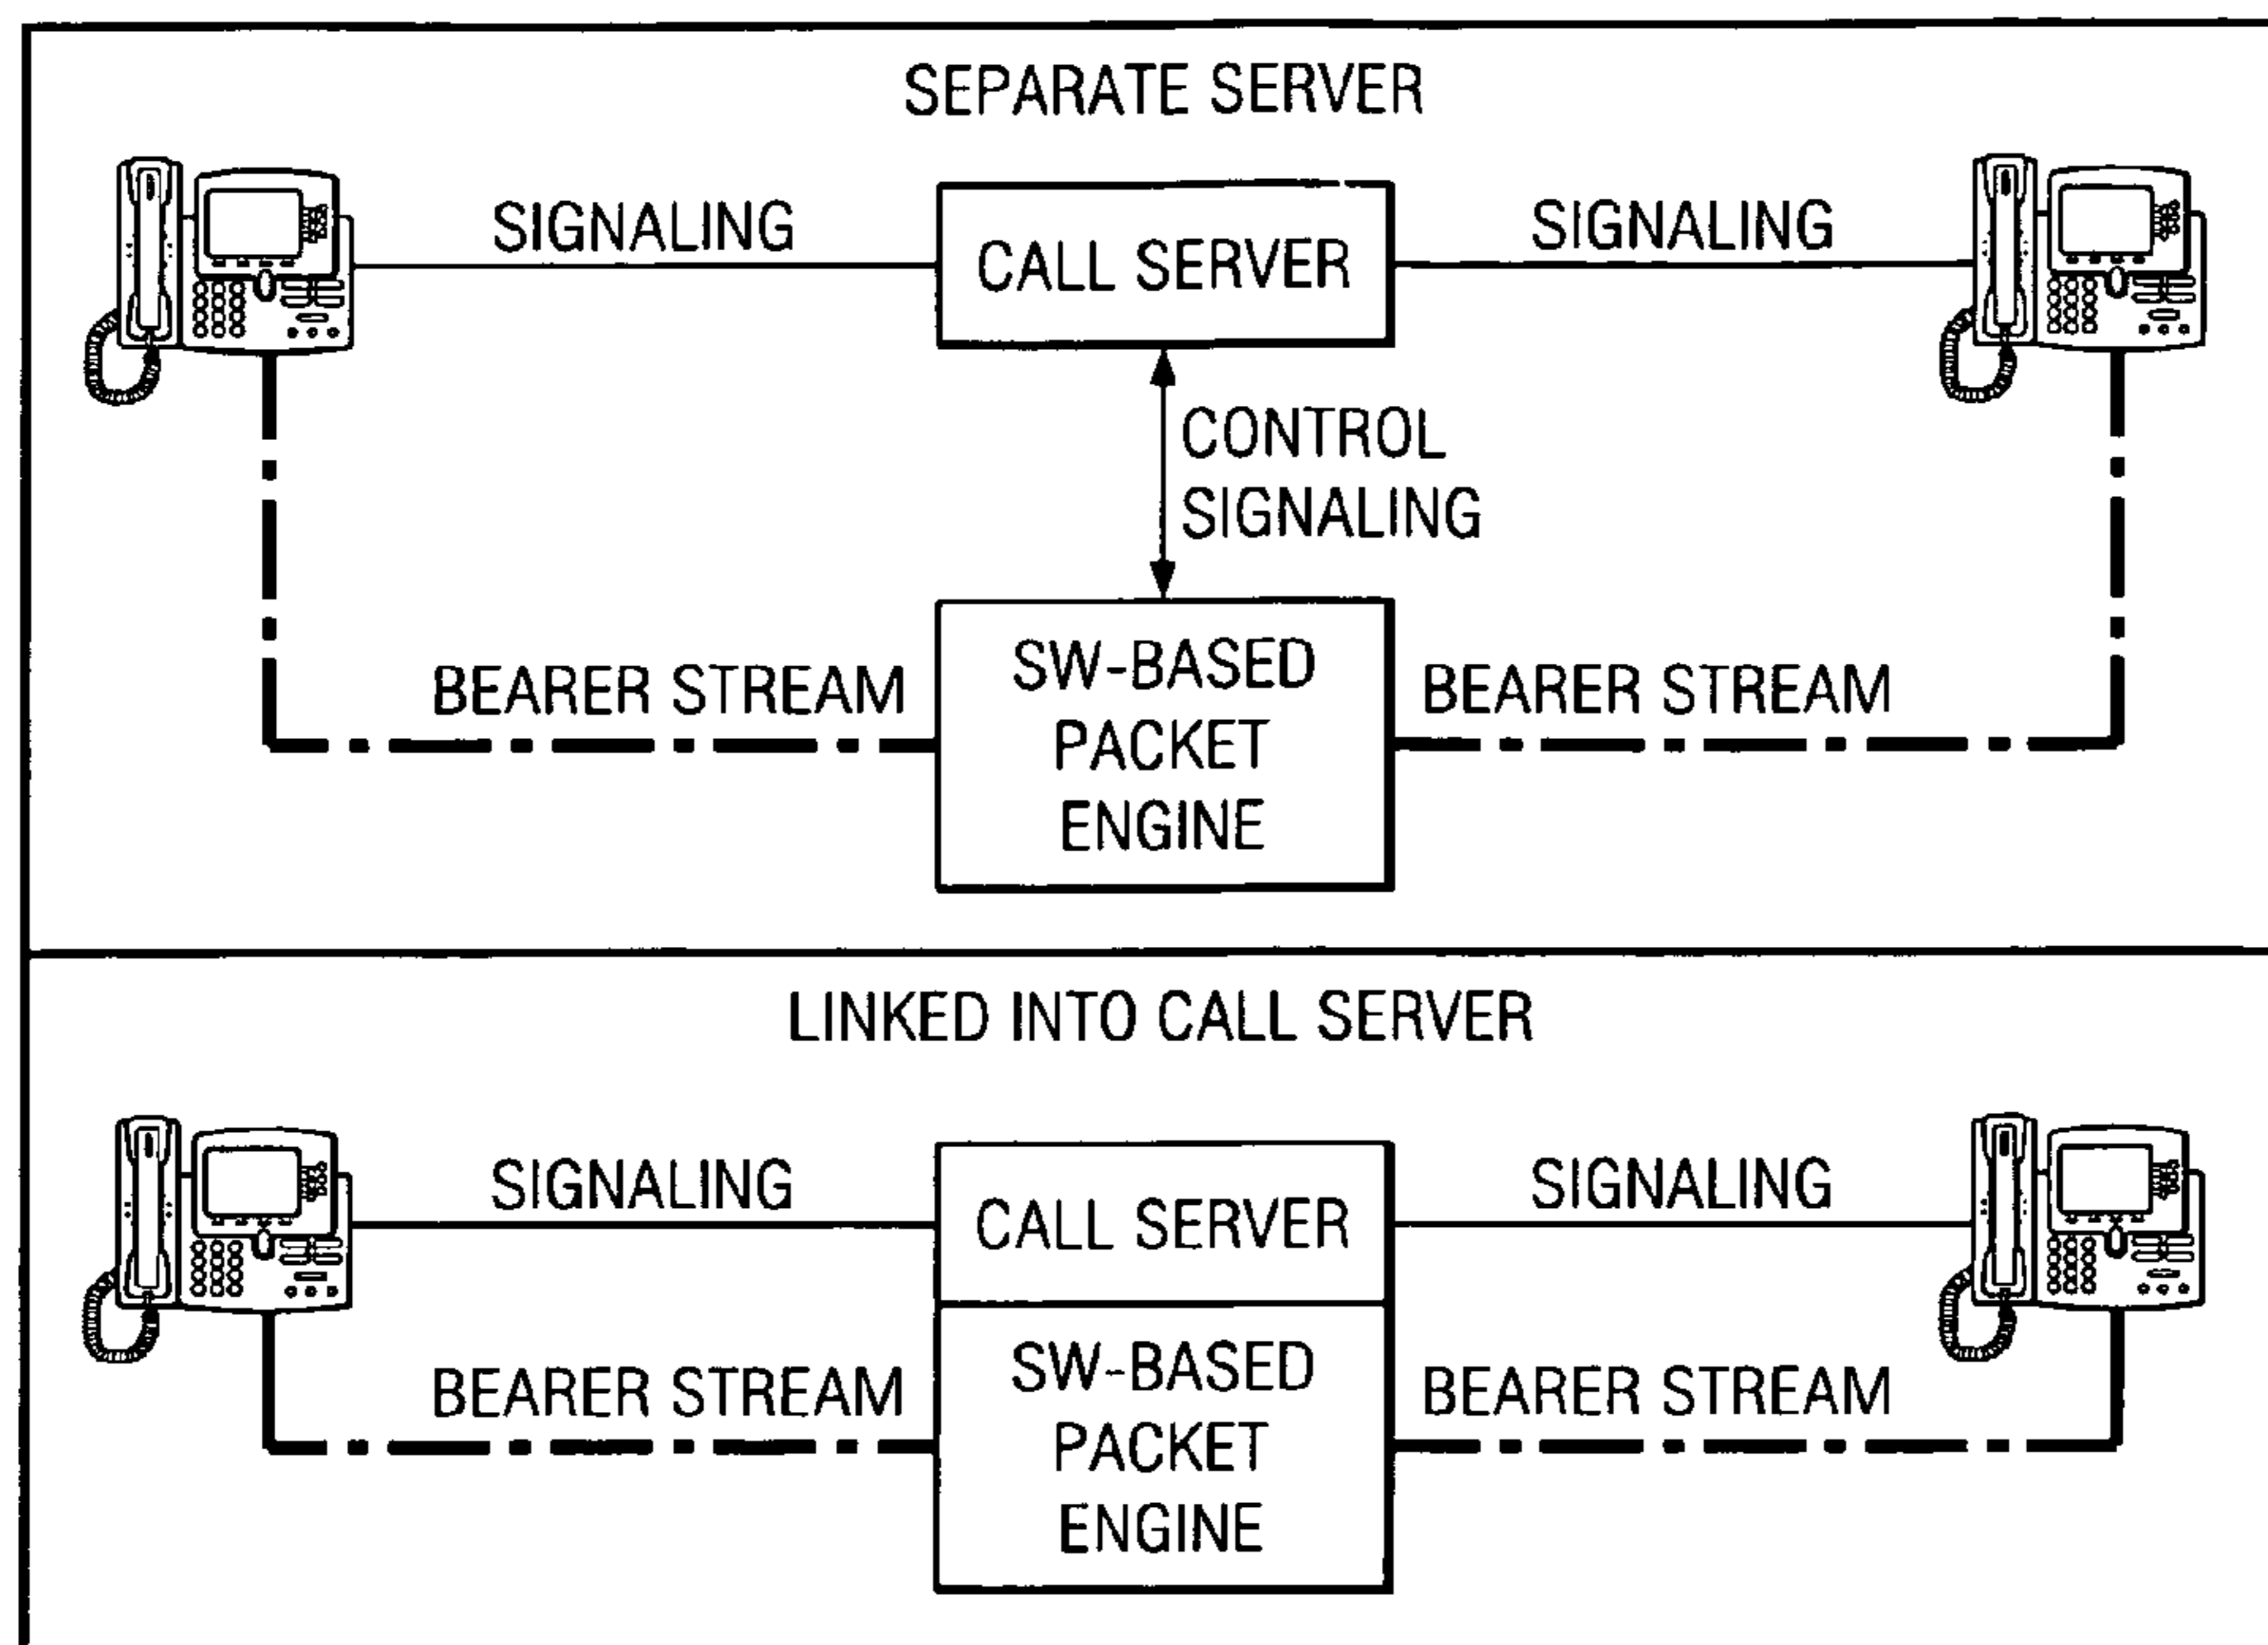 SEPARATE SERVER
SIGNALING
CALL SERVER
SIGNALING
CONTROL
SIGNALING
BEARER STREAM
SW-BASED
PACKET
ENGINE
BEARER STREAM
LINKED INTO CALL SERVER
SIGNALING
CALL SERVER
SIGNALING
BEARER STREAM
SW-BASED
PACKET
ENGINE
BEARER STREAM